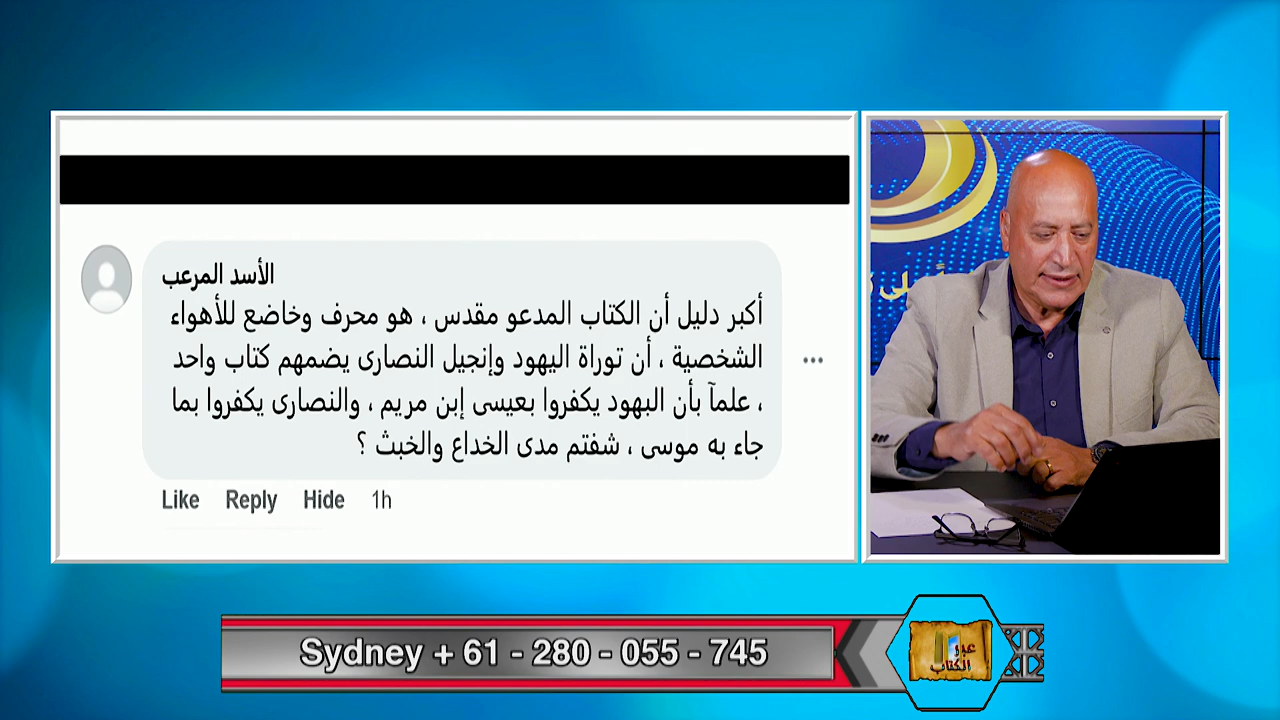 الأسد المرعب
أكبر دليل أن الكتاب المدعو مقدس ، هو محرف وخاضع للأهواء
الشخصية ، أن توراة اليهود وإنجيل النصارى يضمهم كتاب واحد
، علمآ بأن اليهود يكفروا بعيسى إبن مريم ، والنصارى يكفروا بما
جاء به موسى ، شفتم مدى الخداع والخبث ؟
Like Reply Hide 1h
Sydney + 61 - 280 - 055 - 745
عبر
الكتاب